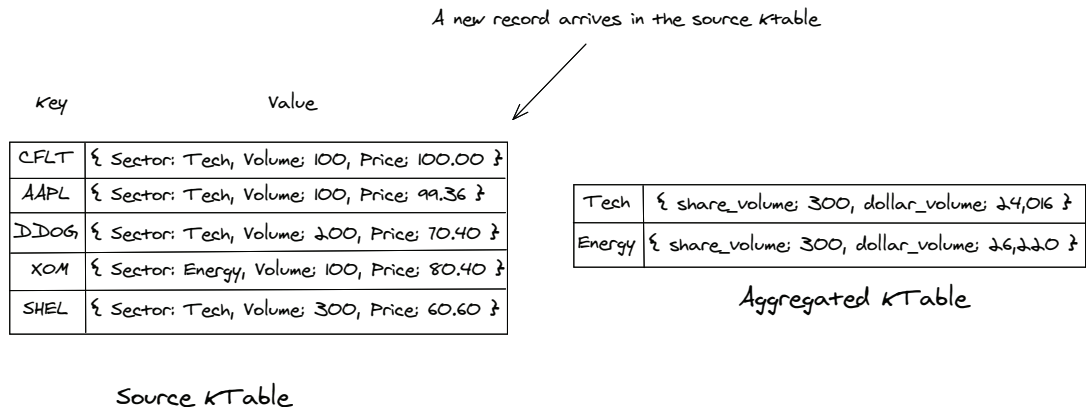 A new record arrives in the source KTable
Key Value
CFLT { Sector: Tech, Volume; 100, Price; 100.00 }
AAPL { Sector: Tech, Volume; 100, Price; 99.36 }
DDOG { Sector: Tech, Volume; 200, Price; 70.40 }
XOM { Sector: Energy, Volume; 100, Price; 80.40 }
SHEL { Sector: Tech, Volume; 300, Price; 60.60 }
Source KTable
Tech { share_volume; 300, dollar_volume; 24,016 }
Energy { share_volume; 300, dollar_volume; 26,220 }
Aggregated KTable